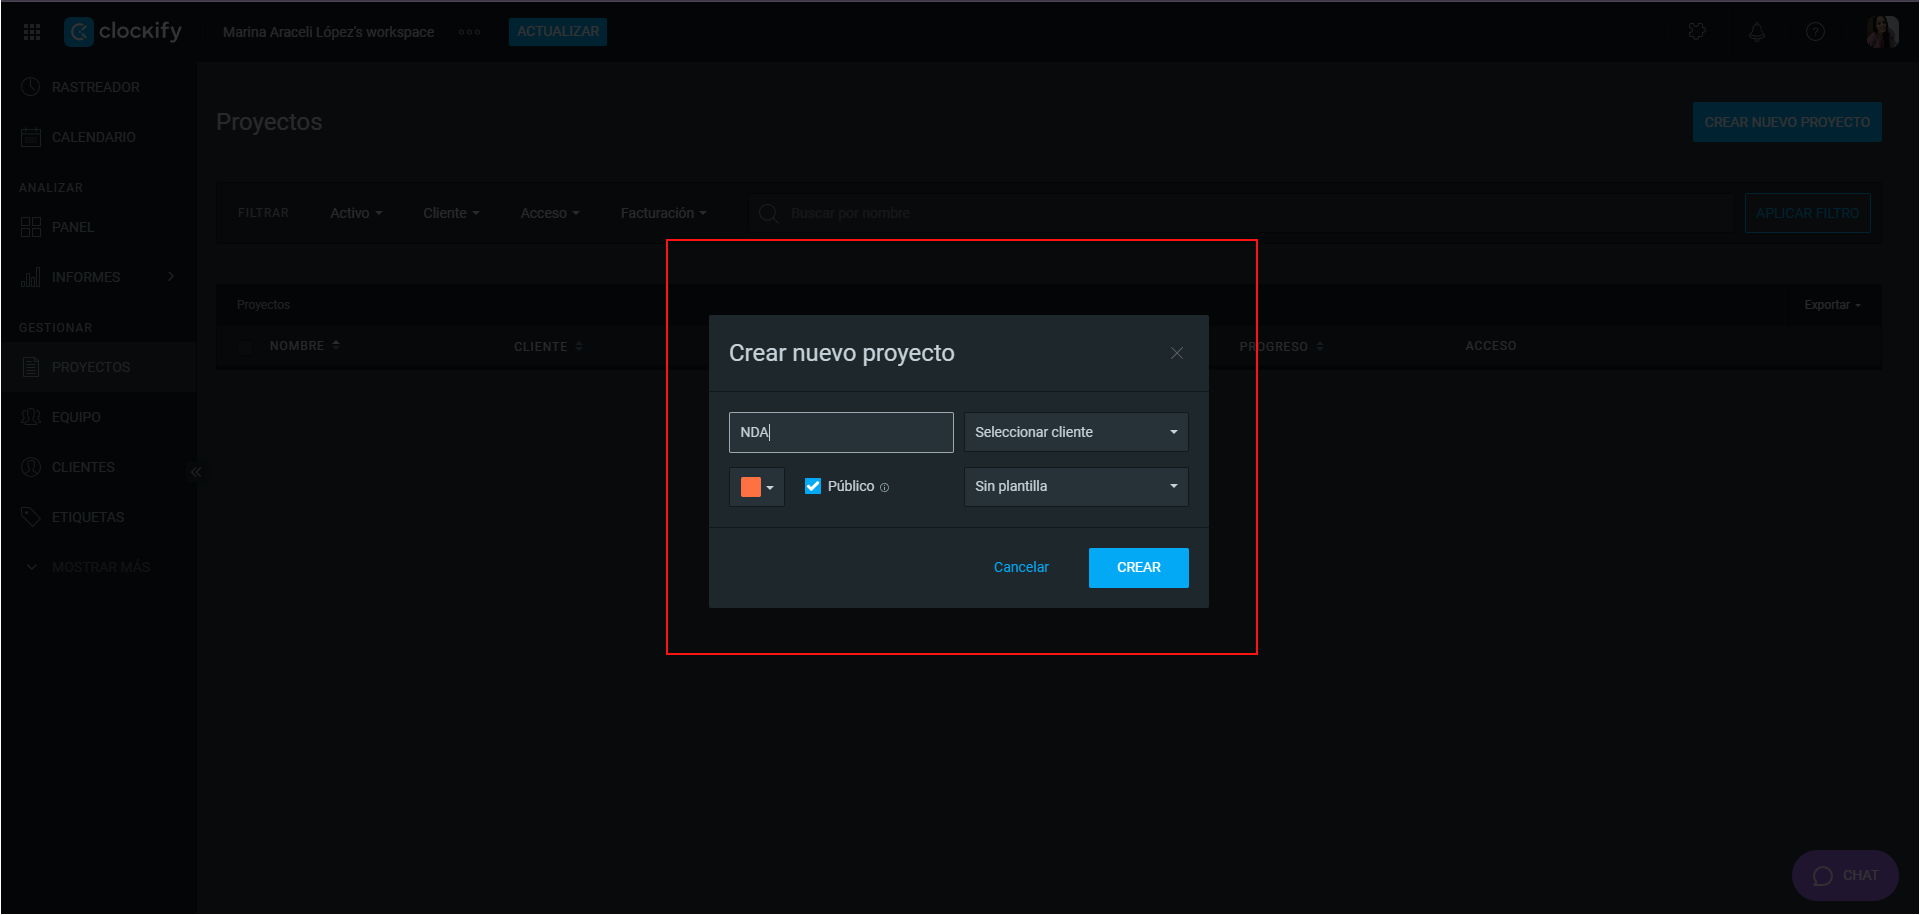 clockify
Marina Araceli López's workspace
ACTUALIZAR
RASTREADOR
CALENDARIO
ANALIZAR
PANEL
INFORMES
GESTIONAR
PROYECTOS
EQUIPO
CLIENTES
ETIQUETAS
MOSTRAR MÁS
Proyectos
CREAR NUEVO PROYECTO
FILTRAR Activo Cliente Acceso Facturación Buscar por nombre APLICAR FILTRO
Proyectos Exportar
NOMBRE CLIENTE PROGRESO ACCESO
Crear nuevo proyecto
NDA Seleccionar cliente
Público Sin plantilla
Cancelar CREAR
CHAT